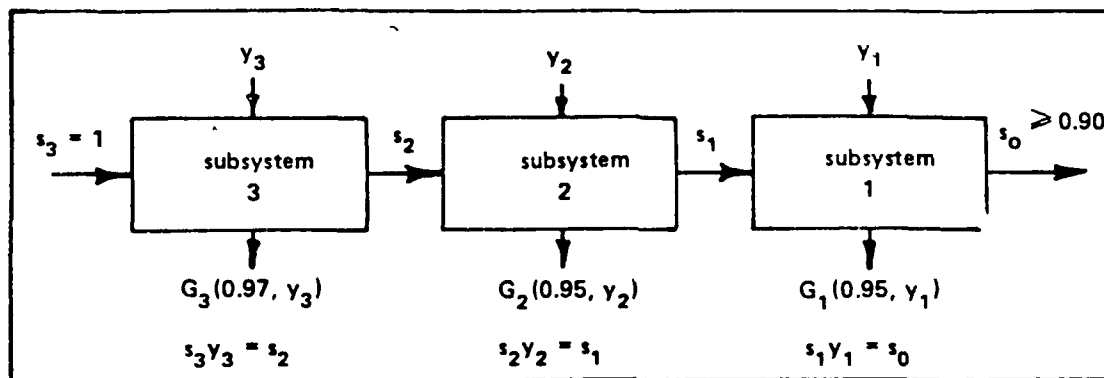 y₃ y₂ y₁
s₃ = 1 s₂ s₁ s₀ ⩾ 0.90
subsystem 3
subsystem 2
subsystem 1
G₃(0.97, y₃) G₂(0.95, y₂) G₁(0.95, y₁)
s₃y₃ = s₂ s₂y₂ = s₁ s₁y₁ = s₀